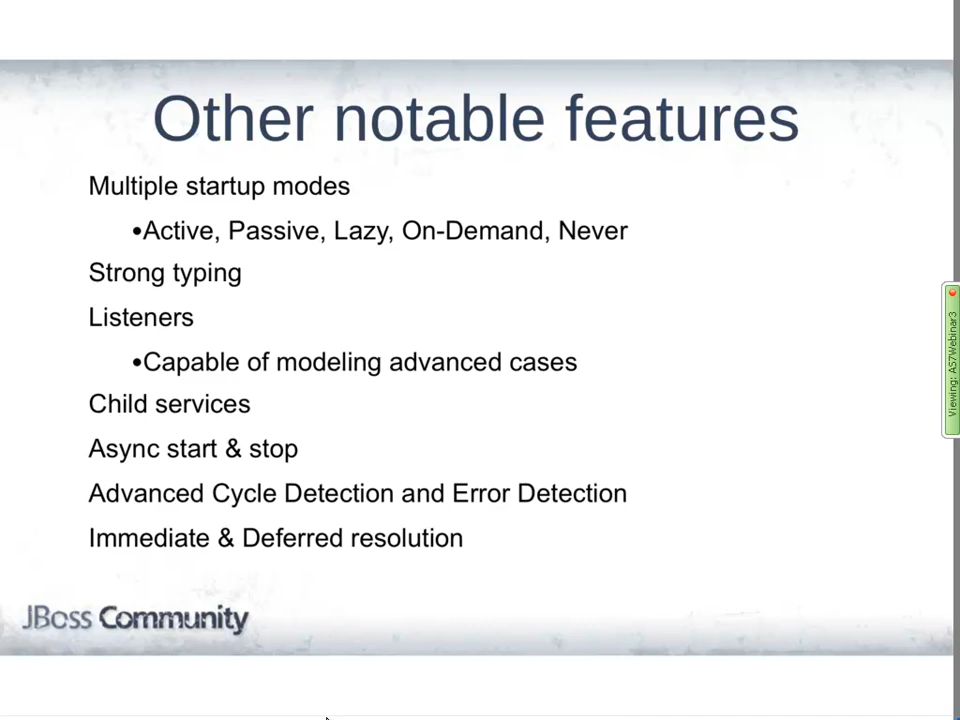 Other notable features
Multiple startup modes
•Active, Passive, Lazy, On-Demand, Never
Strong typing
Listeners
•Capable of modeling advanced cases
Child services
Async start & stop
Advanced Cycle Detection and Error Detection
Immediate & Deferred resolution
JBoss Community
Viewing: AS7Webinar3